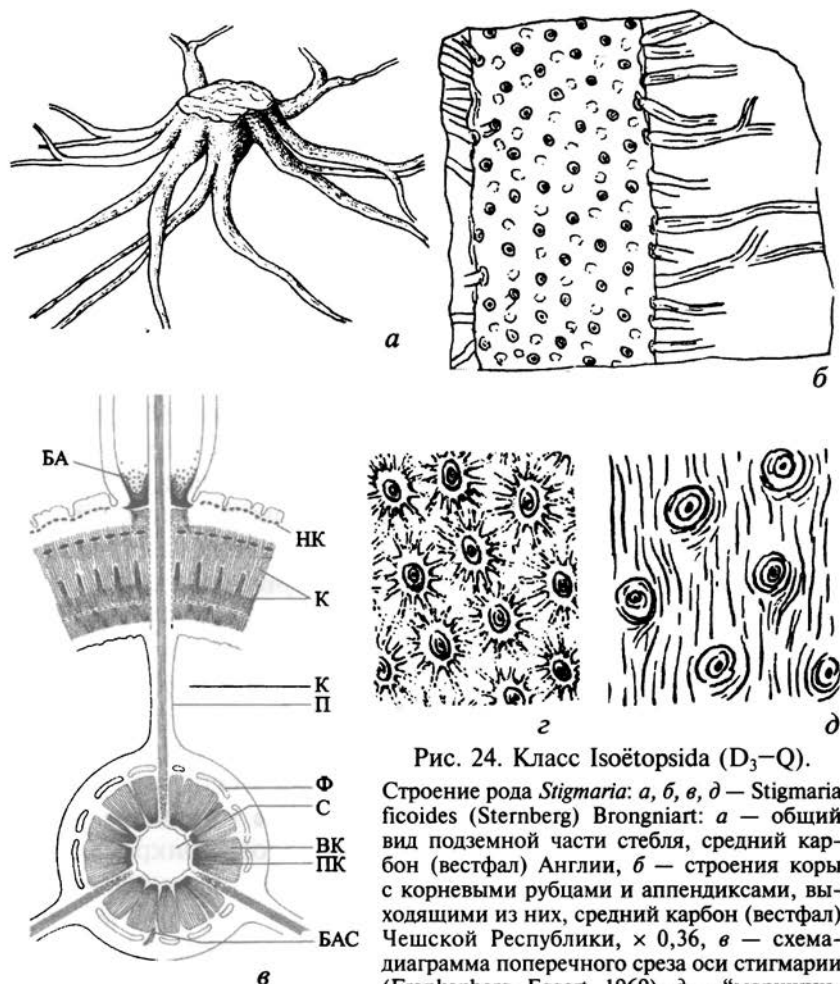 а
б
БА
НК
К
К
П
Ф
С
ВК
ПК
БАС
в
г
д
Рис. 24. Класс Isoëtopsida (D₃—Q).
Строение рода Stigmaria: а, б, в, д — Stigmaria
ficoides (Sternberg) Brongniart: а — общий
вид подземной части стебля, средний кар-
бон (вестфал) Англии, б — строения коры
с корневыми рубцами и аппендиксами, вы-
ходящими из них, средний карбон (вестфал)
Чешской Республики, × 0,36, в — схема-
диаграмма поперечного среза оси стигмарии